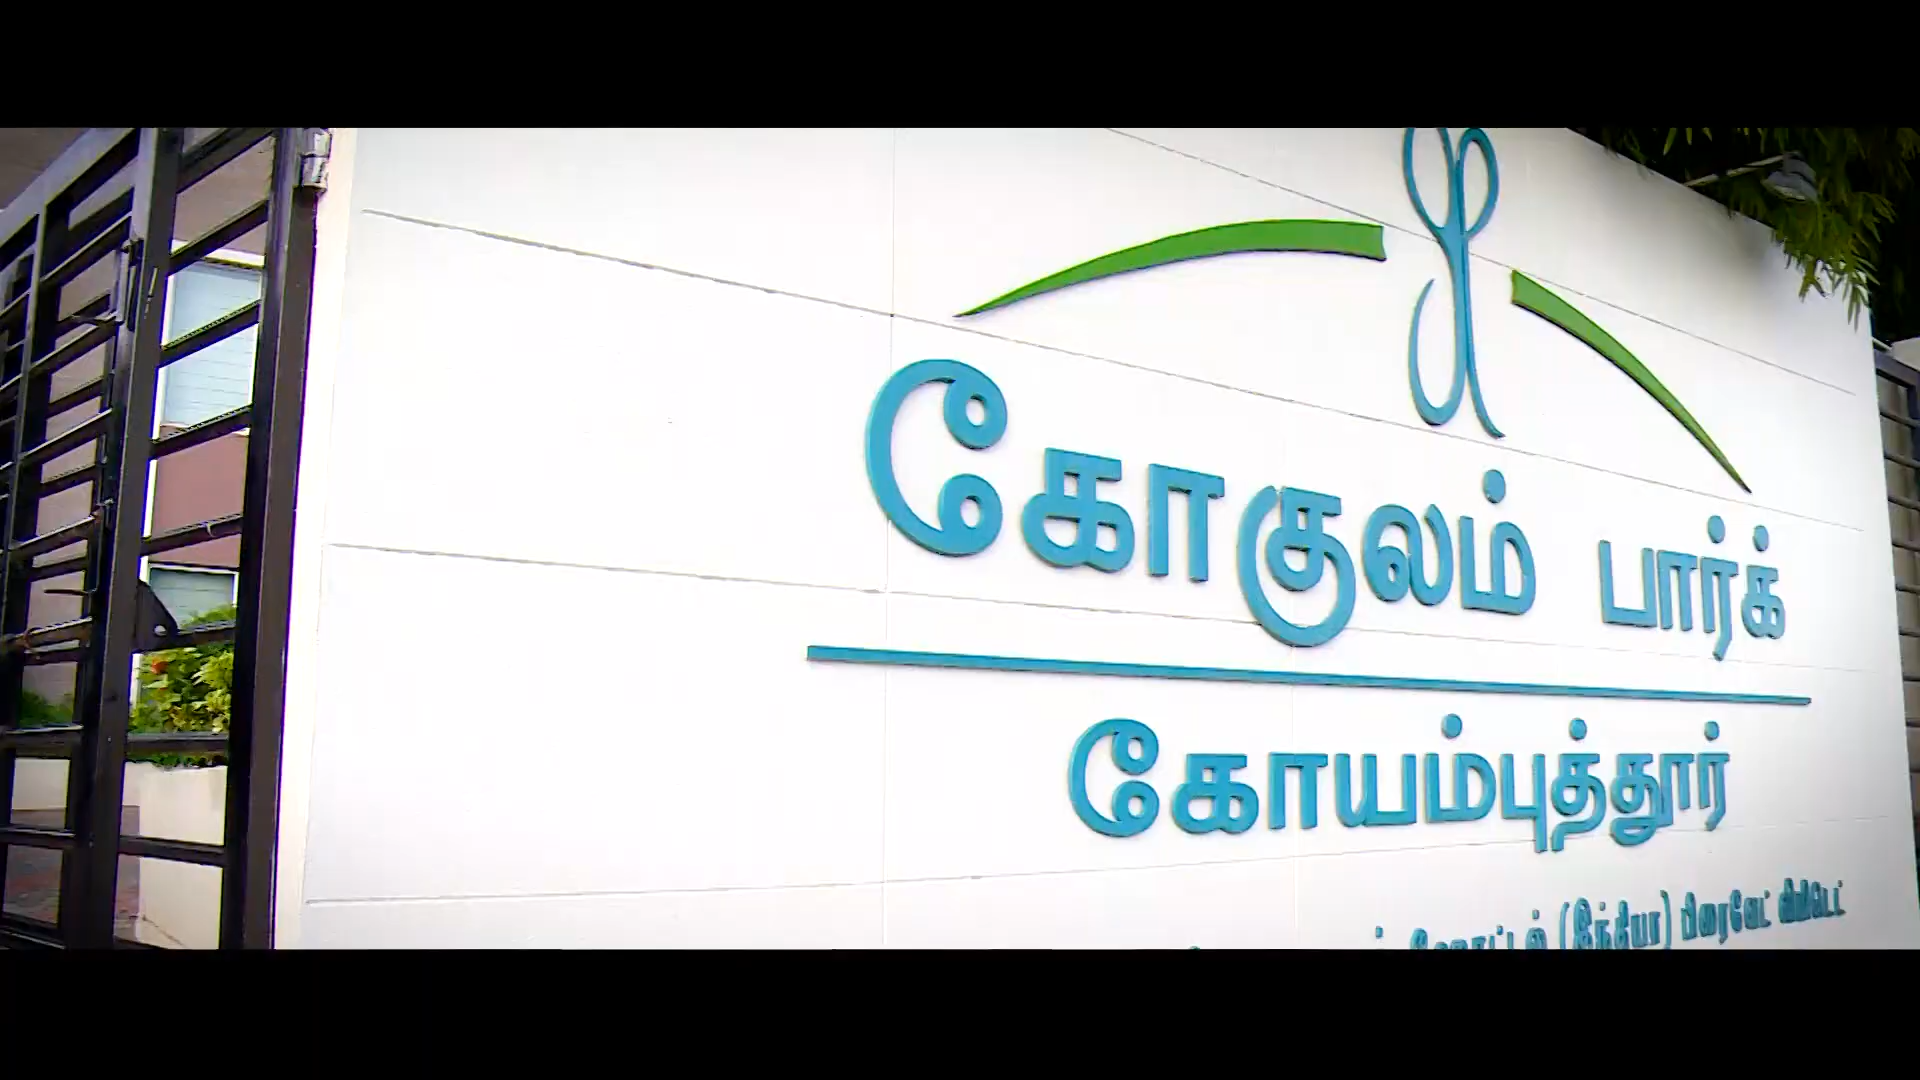 கோகுலம் பார்க்
கோயம்புத்தூர்
(இந்தியா) பிரைவேட் லிமிடெட்